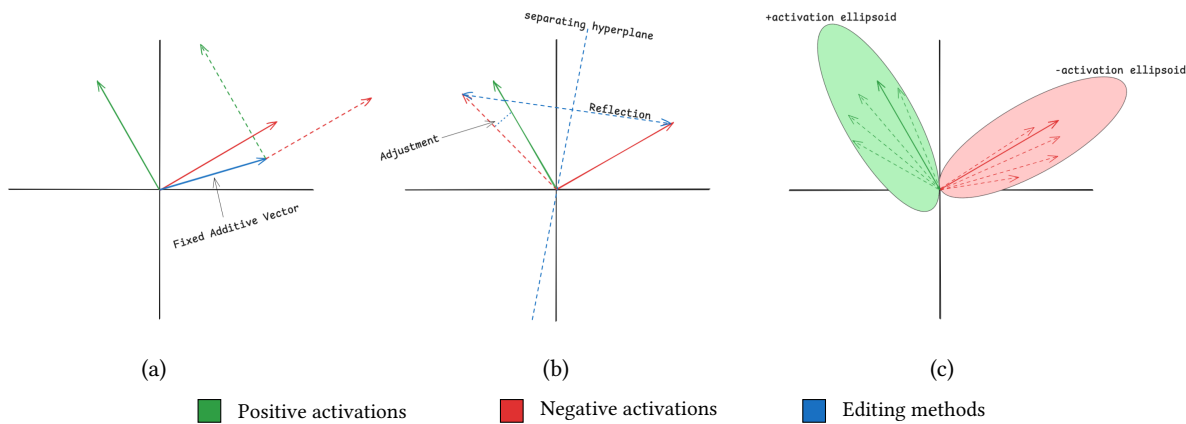 +activation ellipsoid
separating hyperplane
-activation ellipsoid
Reflection
Adjustment
Fixed Additive Vector
(a)
(b)
(c)
Positive activations
Negative activations
Editing methods